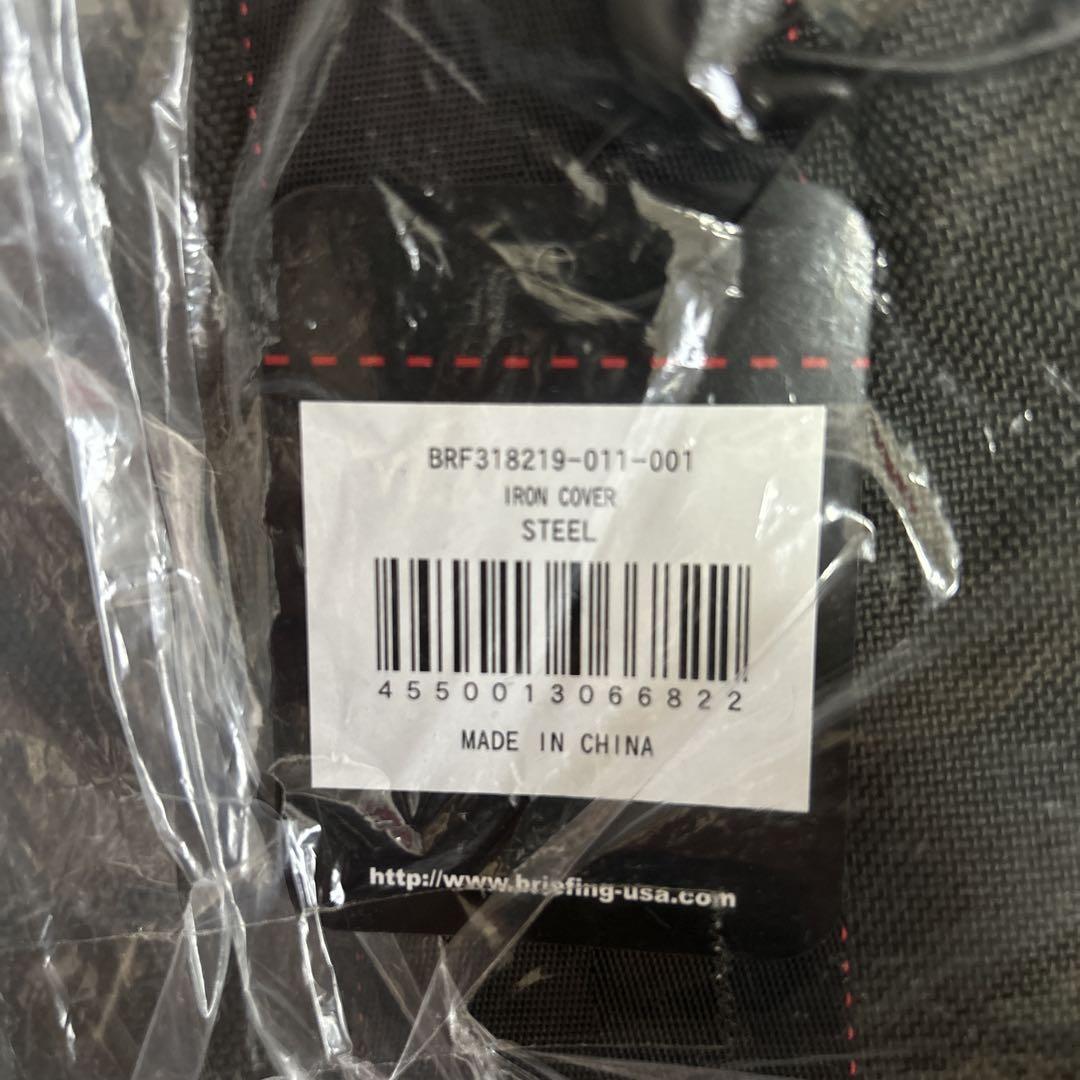 BRF318219-011-001
IRON COVER
STEEL
4550013066822
MADE IN CHINA
http://www.briefing-usa.com